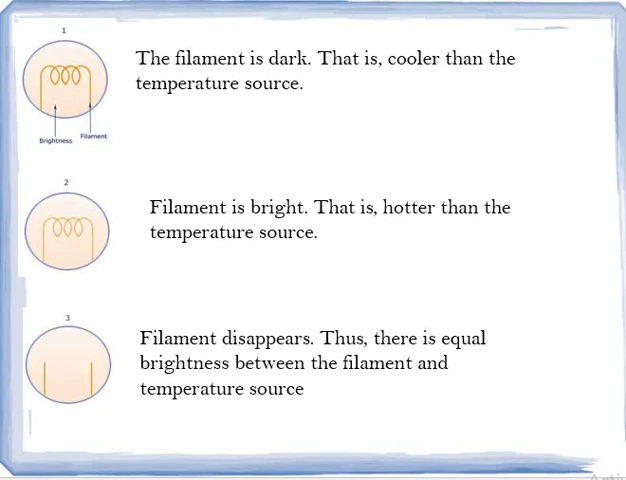 1
The filament is dark. That is, cooler than the
temperature source.
Brightness Filament
2
Filament is bright. That is, hotter than the
temperature source.
3
Filament disappears. Thus, there is equal
brightness between the filament and
temperature source